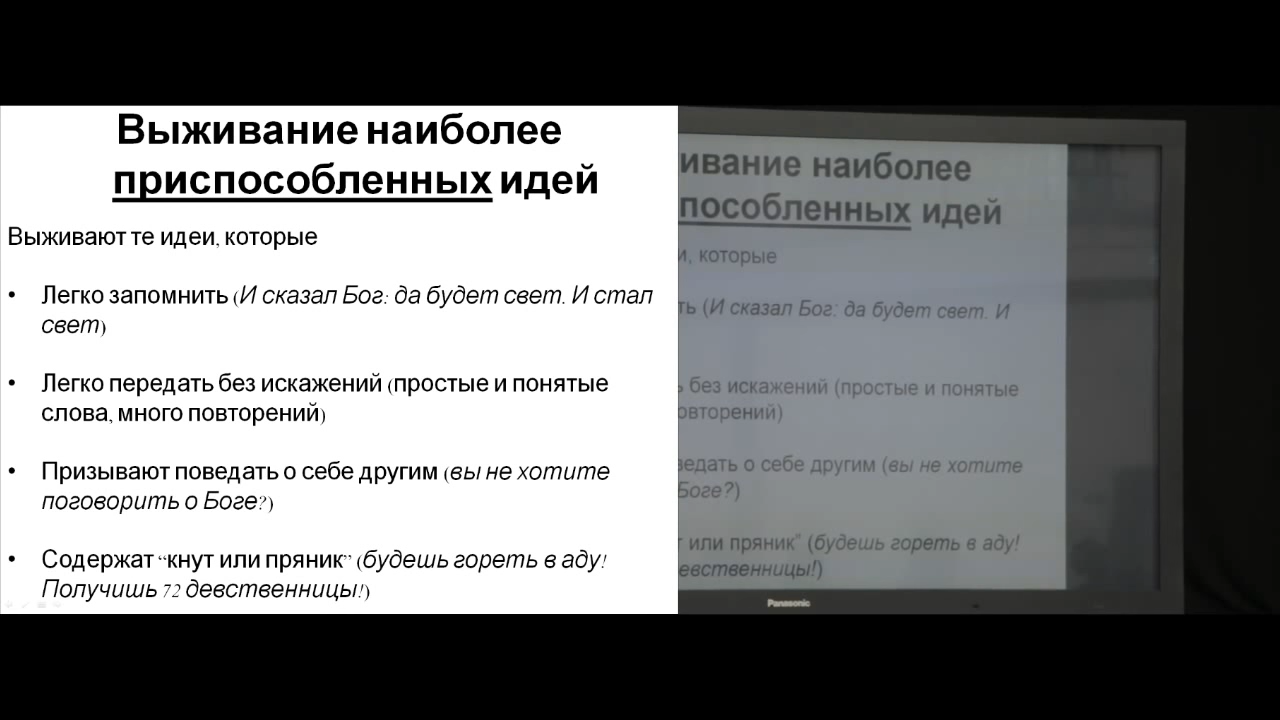 Выживание наиболее
приспособленных идей
Выживают те идеи, которые
• Легко запомнить (И сказал Бог: да будет свет. И стал
свет)
• Легко передать без искажений (простые и понятые
слова, много повторений)
• Призывают поведать о себе другим (вы не хотите
поговорить о Боге?)
• Содержат “кнут или пряник” (будешь гореть в аду!
Получишь 72 девственницы!)
ивание наиболее
пособленных идей
и, которые
ть (И сказал Бог: да будет свет. И
ь без искажений (простые и понятые
овторений)
ведать о себе другим (вы не хотите
Боге?)
т или пряник” (будешь гореть в аду!
евственницы!)
Panasonic